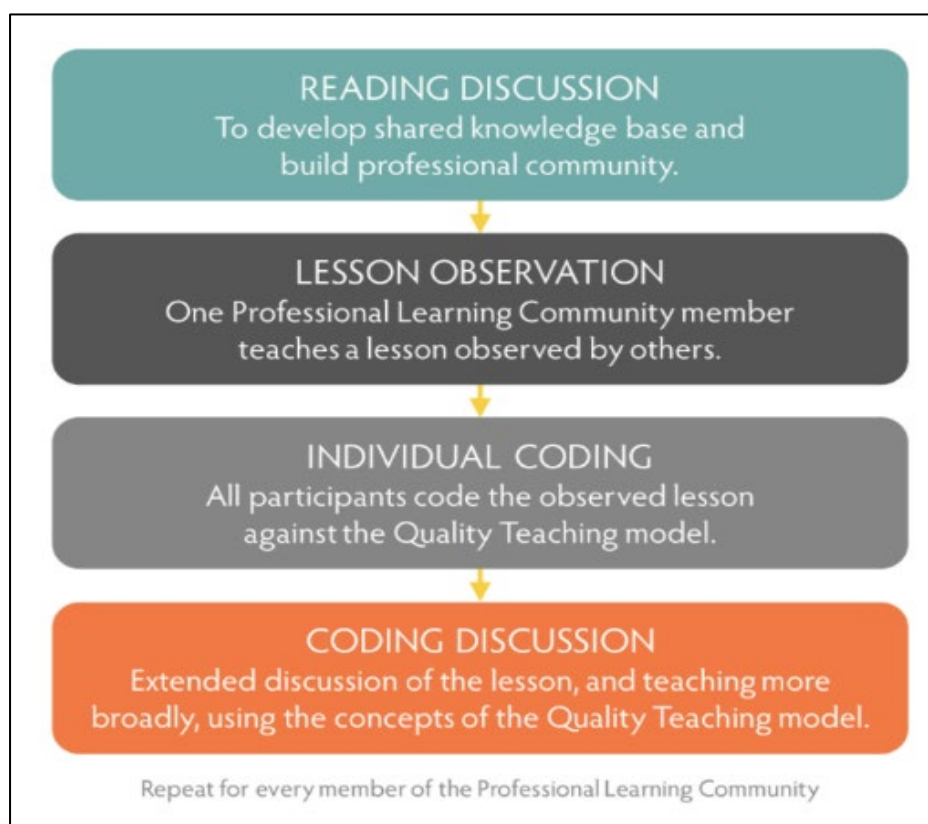 READING DISCUSSION
To develop shared knowledge base and
build professional community.
LESSON OBSERVATION
One Professional Learning Community member
teaches a lesson observed by others.
INDIVIDUAL CODING
All participants code the observed lesson
against the Quality Teaching model.
CODING DISCUSSION
Extended discussion of the lesson, and teaching more
broadly, using the concepts of the Quality Teaching model.
Repeat for every member of the Professional Learning Community